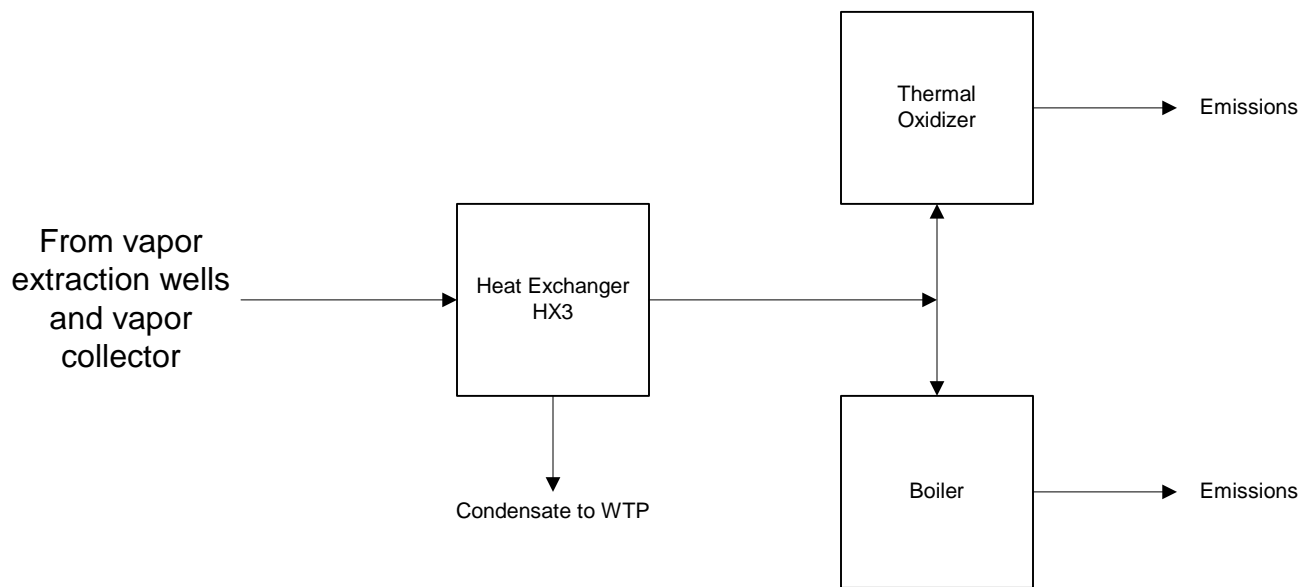 Thermal
Oxidizer
Emissions
From vapor
extraction wells
and vapor
collector
Heat Exchanger
HX3
Condensate to WTP
Boiler
Emissions